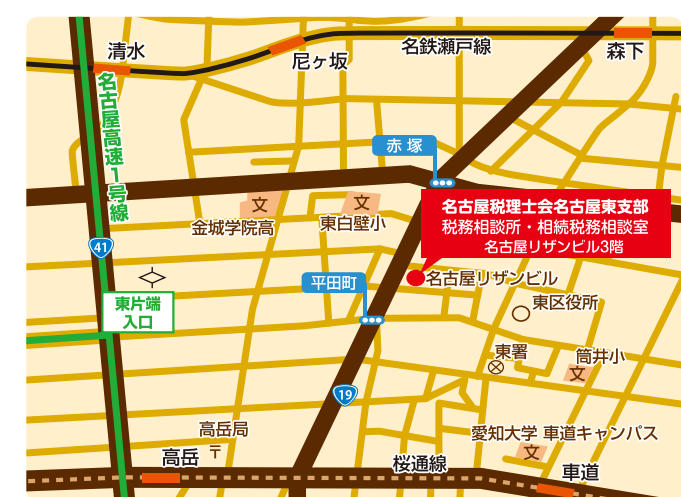 清水
尼ヶ坂
名鉄瀬戸線
森下
名古屋高速1号線
赤塚
名古屋税理士会名古屋東支部
税務相談所・相続税務相談室
名古屋リザンビル3階
文
金城学院高
文
東白壁小
41
平田町
名古屋リザンビル
東片端
入口
東区役所
東署
筒井小
文
19
高岳局
〒
愛知大学 車道キャンパス
文
高岳
桜通線
車道